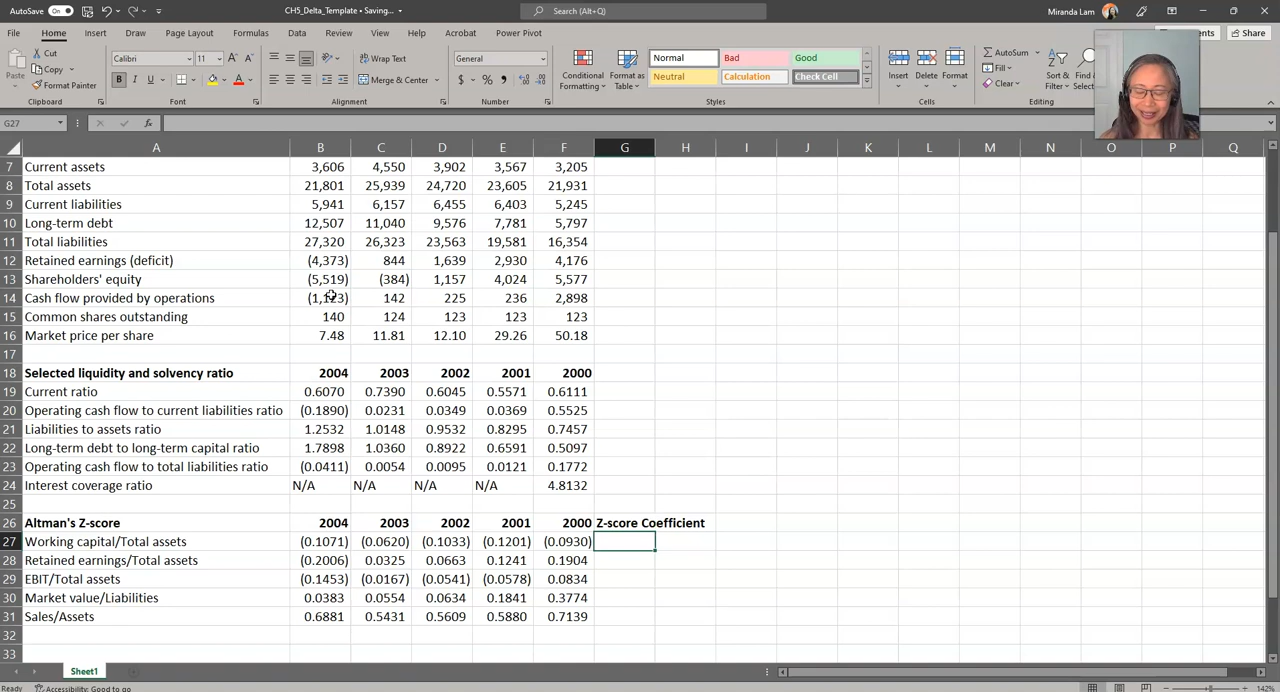 AutoSave On CH5_Delta_Template • Saving... Search (Alt+Q) Miranda Lam
File Home Insert Draw Page Layout Formulas Data Review View Help Acrobat Power Pivot Share
Cut Calibri 11 Wrap Text General Normal Bad Good AutoSum
Copy Fill
Paste Format Painter B I U Merge & Center $ % Conditional Formatting Format as Table Neutral Calculation Check Cell Insert Delete Format Clear Sort & Filter
Clipboard Font Alignment Number Styles Cells Editing
G27 fx
A B C D E F G H I J K L M N O P Q
7 Current assets 3,606 4,550 3,902 3,567 3,205
8 Total assets 21,801 25,939 24,720 23,605 21,931
9 Current liabilities 5,941 6,157 6,455 6,403 5,245
10 Long-term debt 12,507 11,040 9,576 7,781 5,797
11 Total liabilities 27,320 26,323 23,563 19,581 16,354
12 Retained earnings (deficit) (4,373) 844 1,639 2,930 4,176
13 Shareholders' equity (5,519) (384) 1,157 4,024 5,577
14 Cash flow provided by operations 142 225 236 2,898
15 Common shares outstanding 140 124 123 123 123
16 Market price per share 7.48 11.81 12.10 29.26 50.18
17
18 Selected liquidity and solvency ratio 2004 2003 2002 2001 2000
19 Current ratio 0.6070 0.7390 0.6045 0.5571 0.6111
20 Operating cash flow to current liabilities ratio (0.1890) 0.0231 0.0349 0.0369 0.5525
21 Liabilities to assets ratio 1.2532 1.0148 0.9532 0.8295 0.7457
22 Long-term debt to long-term capital ratio 1.7898 1.0360 0.8922 0.6591 0.5097
23 Operating cash flow to total liabilities ratio (0.0411) 0.0054 0.0095 0.0121 0.1772
24 Interest coverage ratio N/A N/A N/A N/A 4.8132
25
26 Altman's Z-score 2004 2003 2002 2001 2000 Z-score Coefficient
27 Working capital/Total assets (0.1071) (0.0620) (0.1033) (0.1201) (0.0930)
28 Retained earnings/Total assets (0.2006) 0.0325 0.0663 0.1241 0.1904
29 EBIT/Total assets (0.1453) (0.0167) (0.0541) (0.0578) 0.0834
30 Market value/Liabilities 0.0383 0.0554 0.0634 0.1841 0.3774
31 Sales/Assets 0.6881 0.5431 0.5609 0.5880 0.7139
32
33
Sheet1
Ready Accessibility: Good to go 142%